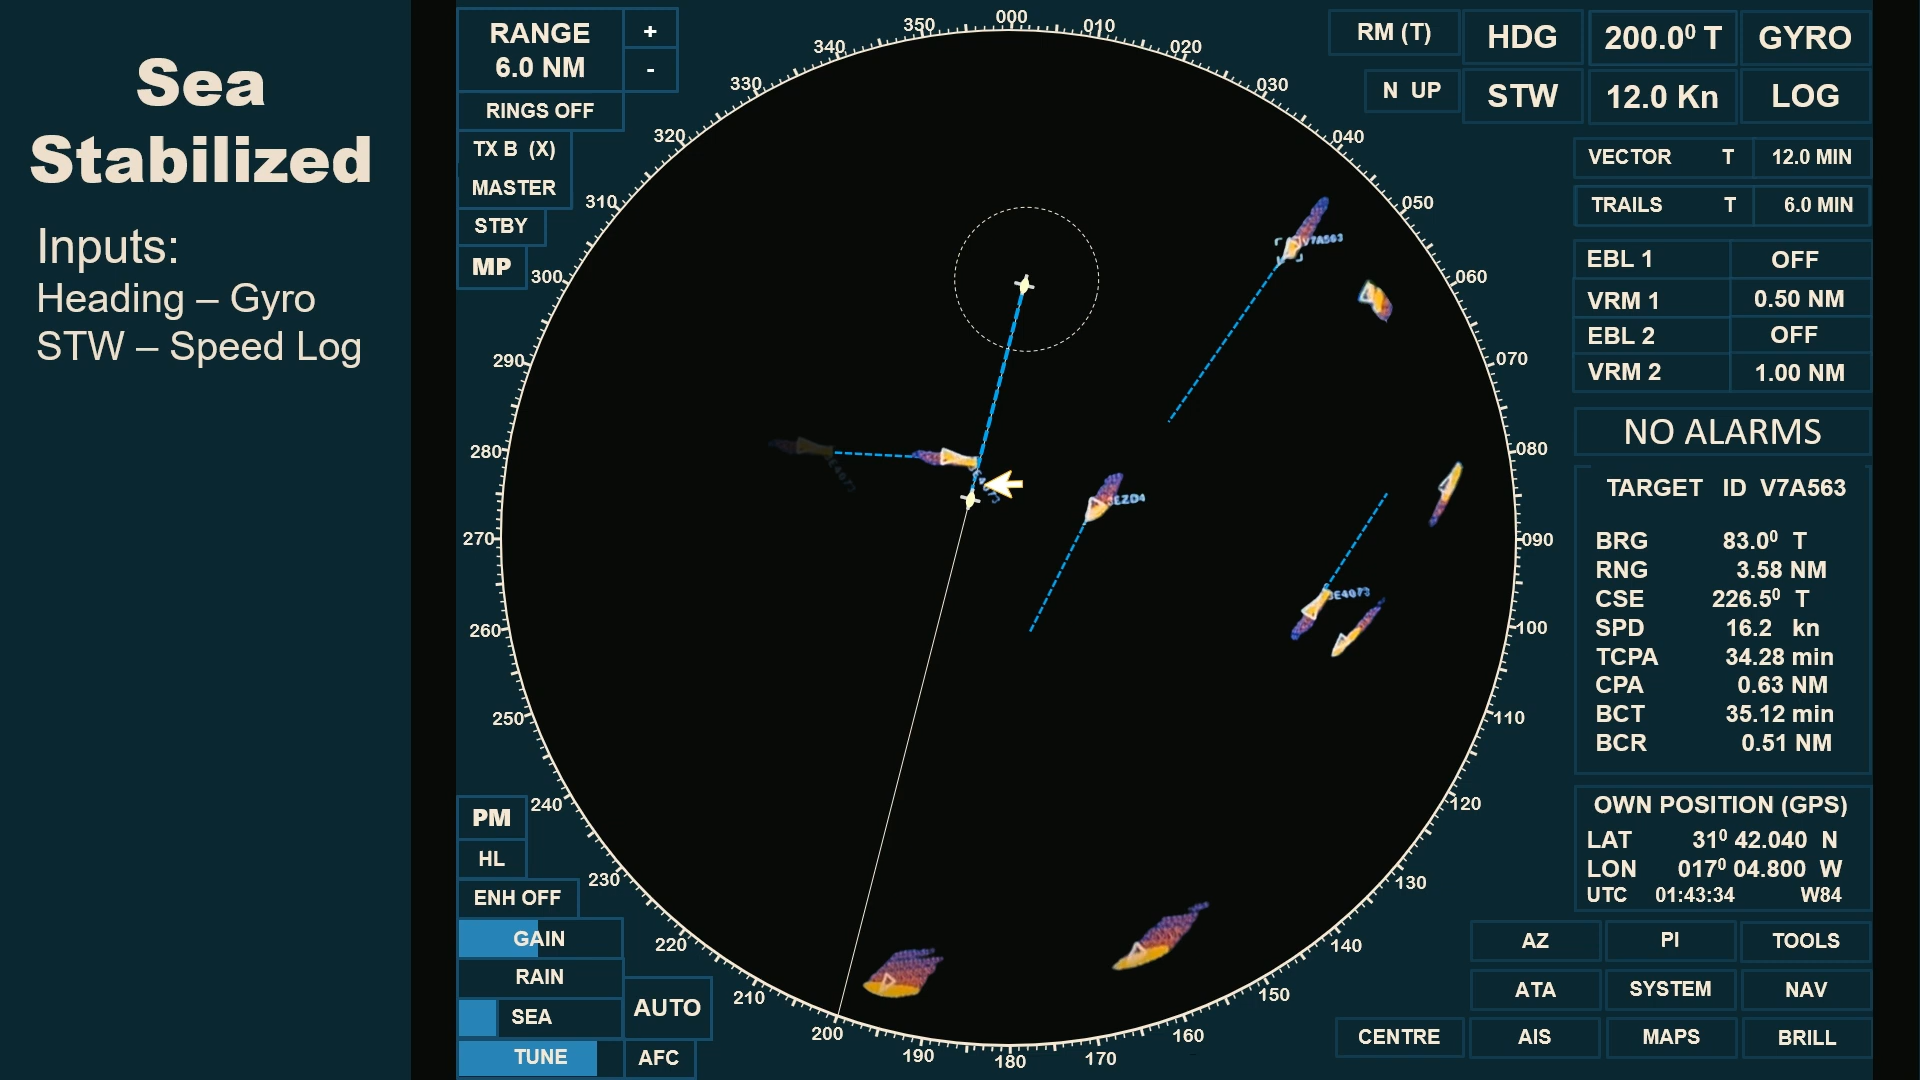 Sea
Stabilized
Inputs:
Heading – Gyro
STW – Speed Log
RANGE
6.0 NM
+
-
RINGS OFF
TX B (X)
MASTER
STBY
MP
000
010
020
030
040
050
060
070
080
090
100
110
120
130
140
150
160
170
180
190
200
210
220
230
240
250
260
270
280
290
300
310
320
330
340
350
V7A563
JE4073
PM
HL
ENH OFF
GAIN
RAIN
SEA
TUNE
AUTO
AFC
RM (T)
N UP
HDG
200.0⁰ T
GYRO
STW
12.0 Kn
LOG
VECTOR T 12.0 MIN
TRAILS T 6.0 MIN
EBL 1 OFF
VRM 1 0.50 NM
EBL 2 OFF
VRM 2 1.00 NM
NO ALARMS
TARGET ID V7A563
BRG 83.0⁰ T
RNG 3.58 NM
CSE 226.5⁰ T
SPD 16.2 kn
TCPA 34.28 min
CPA 0.63 NM
BCT 35.12 min
BCR 0.51 NM
OWN POSITION (GPS)
LAT 31⁰ 42.040 N
LON 017⁰ 04.800 W
UTC 01:43:34 W84
AZ
PI
TOOLS
ATA
SYSTEM
NAV
CENTRE
AIS
MAPS
BRILL